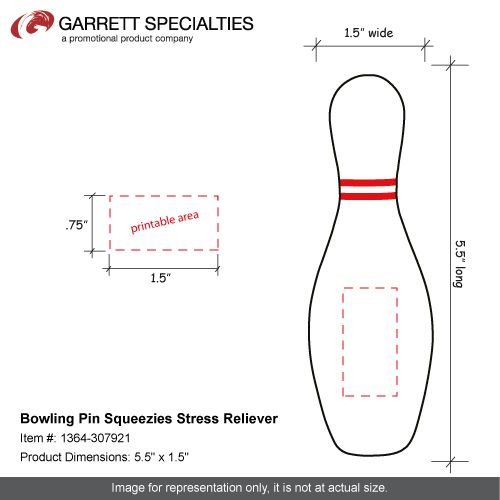 GARRETT SPECIALTIES
a promotional product company
1.5” wide
.75”
printable area
1.5”
5.5” long
Bowling Pin Squeezies Stress Reliever
Item #: 1364-307921
Product Dimensions: 5.5" x 1.5"
Image for representation only, it is not at actual size.